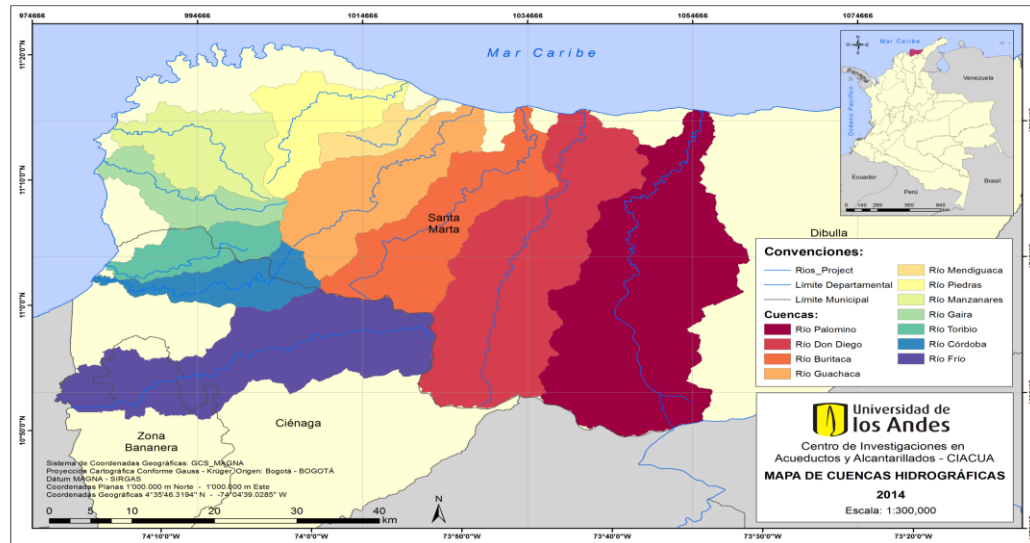 974666 994666 1014666 1034666 1054666 1074666
11°20'0"N
11°10'0"N
11°0'0"N
10°50'0"N
Mar Caribe
Santa
Marta
Dibulla
Ciénaga
Zona
Bananera
Mar Caribe
Panamá
Venezuela
Océano Pacífico
Ecuador
Perú
Brasil
Convenciones:
Rios_Project
Límite Departamental
Límite Municipal
Cuencas:
Río Palomino
Río Don Diego
Río Buritaca
Río Guachaca
Río Mendiguaca
Río Piedras
Río Manzanares
Río Gaira
Río Toribio
Río Córdoba
Río Frío
Universidad de
los Andes
Centro de Investigaciones en
Acueductos y Alcantarillados - CIACUA
MAPA DE CUENCAS HIDROGRÁFICAS
2014
Escala: 1:300,000
Sistema de Coordenadas Geográficas: GCS_MAGNA
Proyección Cartográfica Conforme Gauss - Krüger Origen: Bogotá - BOGOTÁ
Dátum MAGNA - SIRGAS
Coordenadas Planas 1'000.000 m Norte - 1'000.000 m Este
Coordenadas Geográficas 4°35'46.3194" N - -74°04'39.0285" W
0 5 10 20 30 40
km
N
74°10'0"W 74°0'0"W 73°50'0"W 73°40'0"W 73°30'0"W 73°20'0"W